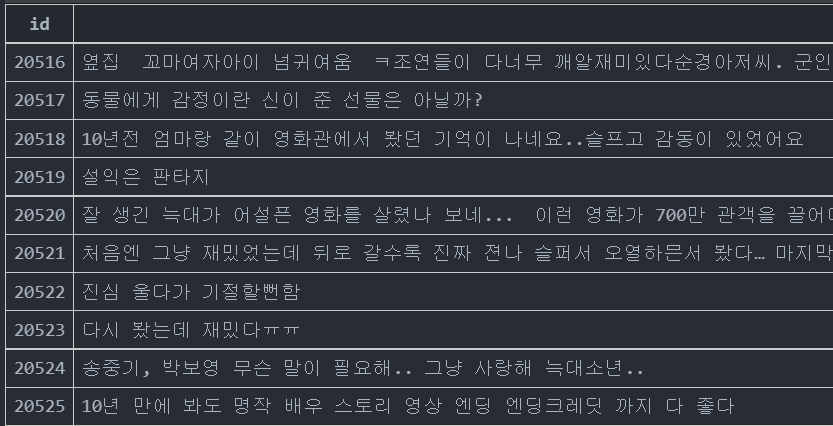 id
20516 옆집 꼬마여자아이 넘귀여움 ㅋ조연들이 다너무 깨알재미있다순경아저씨. 군인
20517 동물에게 감정이란 신이 준 선물은 아닐까?
20518 10년전 엄마랑 같이 영화관에서 봤던 기억이 나네요..슬프고 감동이 있었어요
20519 설익은 판타지
20520 잘 생긴 늑대가 어설픈 영화를 살렸나 보네... 이런 영화가 700만 관객을 끌어
20521 처음엔 그냥 재밌었는데 뒤로 갈수록 진짜 젼나 슬퍼서 오열하믄서 봤다… 마지막
20522 진심 울다가 기절할뻔함
20523 다시 봤는데 재밌다ㅠㅠ
20524 송중기, 박보영 무슨 말이 필요해.. 그냥 사랑해 늑대소년..
20525 10년 만에 봐도 명작 배우 스토리 영상 엔딩 엔딩크레딧 까지 다 좋다